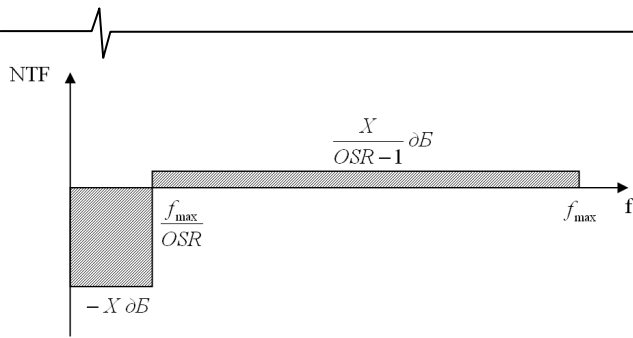 NTF
X
OSR−1 дБ
f
f_max
OSR
f_max
−X дБ